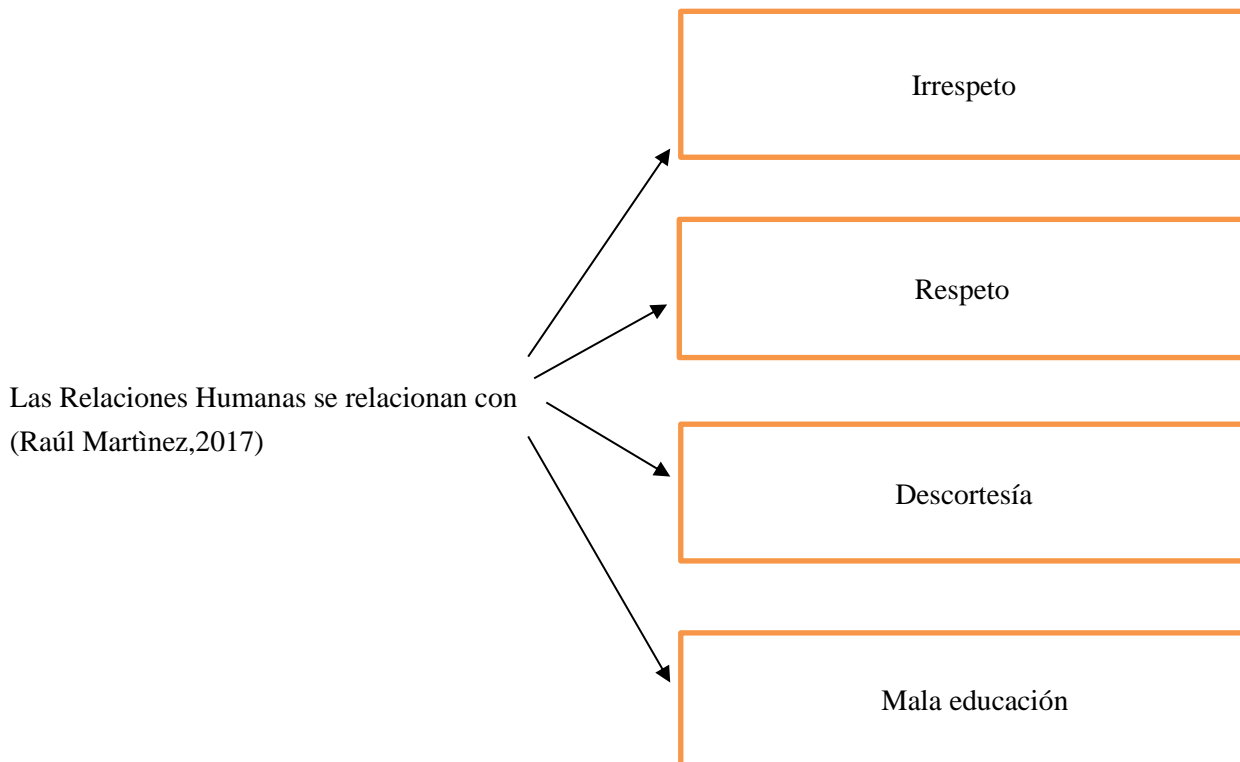 Irrespeto
Respeto
Las Relaciones Humanas se relacionan con
(Raúl Martìnez,2017)
Descortesía
Mala educación